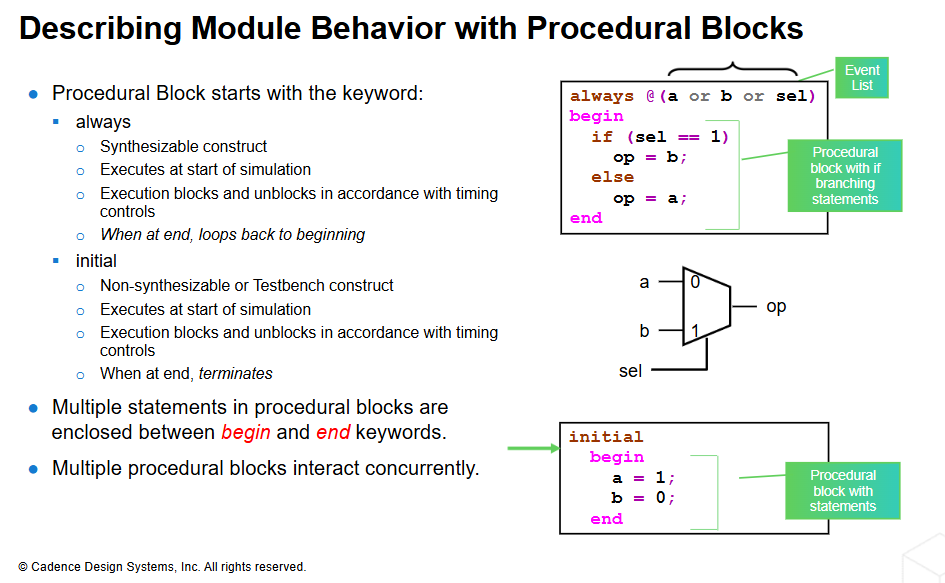 Describing Module Behavior with Procedural Blocks
Procedural Block starts with the keyword:
always
Synthesizable construct
Executes at start of simulation
Execution blocks and unblocks in accordance with timing
controls
When at end, loops back to beginning
initial
Non-synthesizable or Testbench construct
Executes at start of simulation
Execution blocks and unblocks in accordance with timing
controls
When at end, terminates
Multiple statements in procedural blocks are
enclosed between begin and end keywords.
Multiple procedural blocks interact concurrently.
Event
List
always @(a or b or sel)
begin
if (sel == 1)
op = b;
else
op = a;
end
Procedural
block with if
branching
statements
a
0
op
b
1
sel
initial
begin
a = 1;
b = 0;
end
Procedural
block with
statements
© Cadence Design Systems, Inc. All rights reserved.